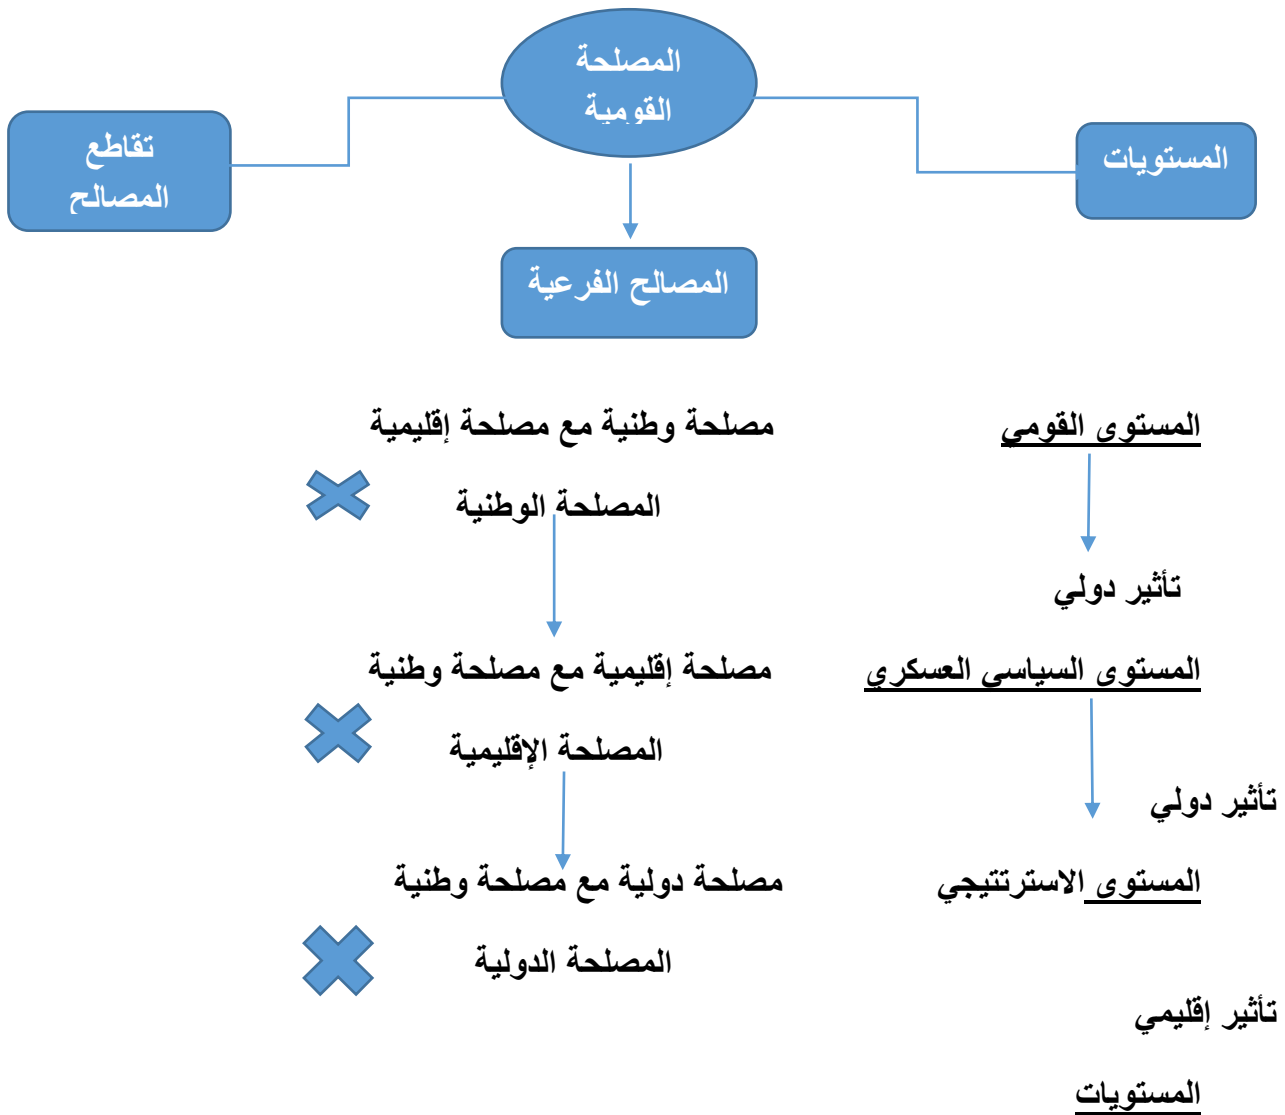 المصلحة
القومية
المستويات
تقاطع
المصالح
المصالح الفرعية
المستوى القومي
مصلحة وطنية مع مصلحة إقليمية
المصلحة الوطنية
تأثير دولي
المستوى السياسي العسكري
مصلحة إقليمية مع مصلحة وطنية
المصلحة الإقليمية
تأثير دولي
المستوى الاسترتتيجي
مصلحة دولية مع مصلحة وطنية
المصلحة الدولية
تأثير إقليمي
المستويات